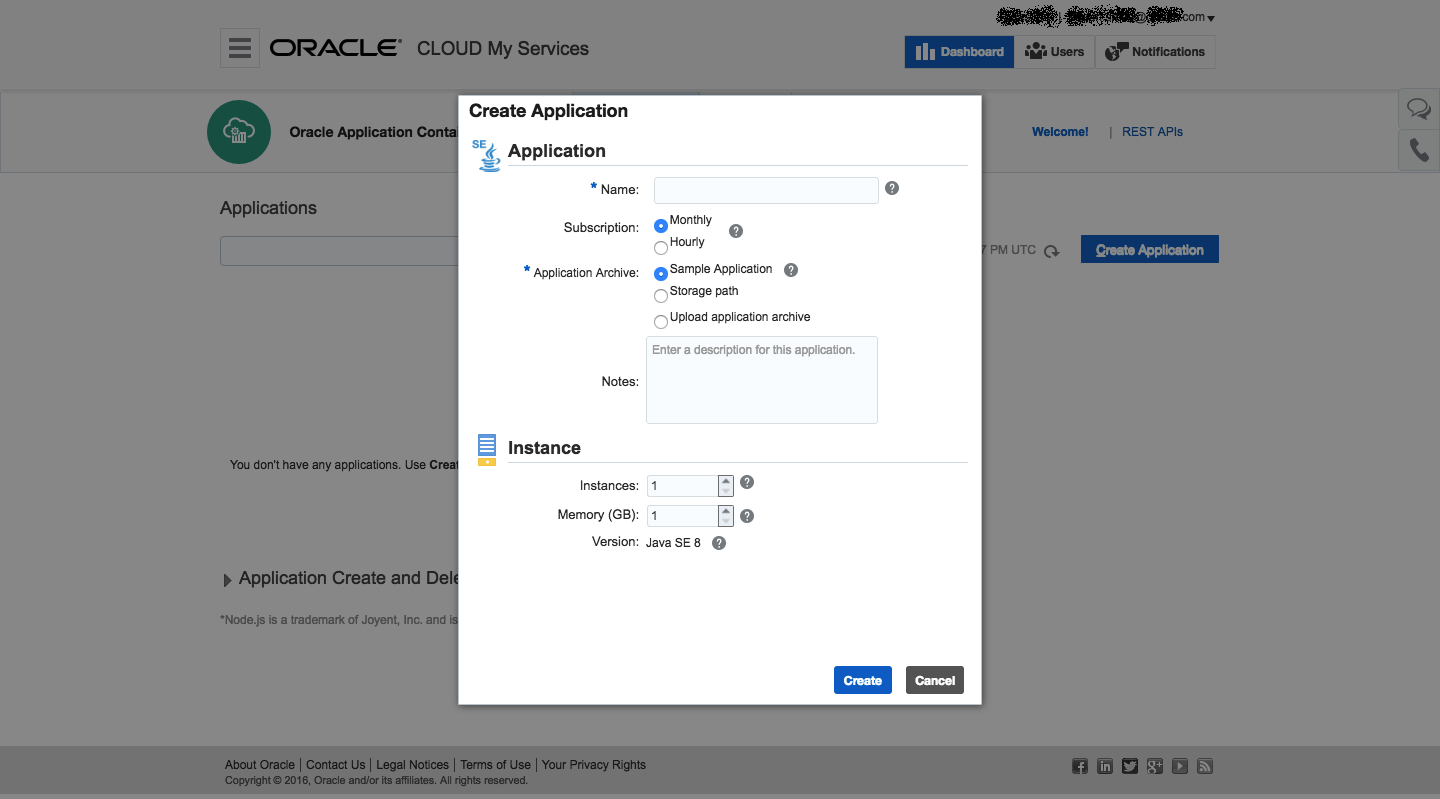 com
ORACLE® CLOUD My Services
Dashboard Users Notifications
Oracle Application Conta
Welcome! | REST APIs
Applications
7 PM UTC
Create Application
Create Application
SE Application
* Name: ?
Subscription: Monthly ?
Hourly
* Application Archive: Sample Application ?
Storage path
Upload application archive
Notes: Enter a description for this application.
Instance
Instances: 1 ?
Memory (GB): 1 ?
Version: Java SE 8 ?
Create Cancel
You don't have any applications. Use Creat
Application Create and Dele
*Node.js is a trademark of Joyent, Inc. and is
About Oracle | Contact Us | Legal Notices | Terms of Use | Your Privacy Rights
Copyright © 2016, Oracle and/or its affiliates. All rights reserved.